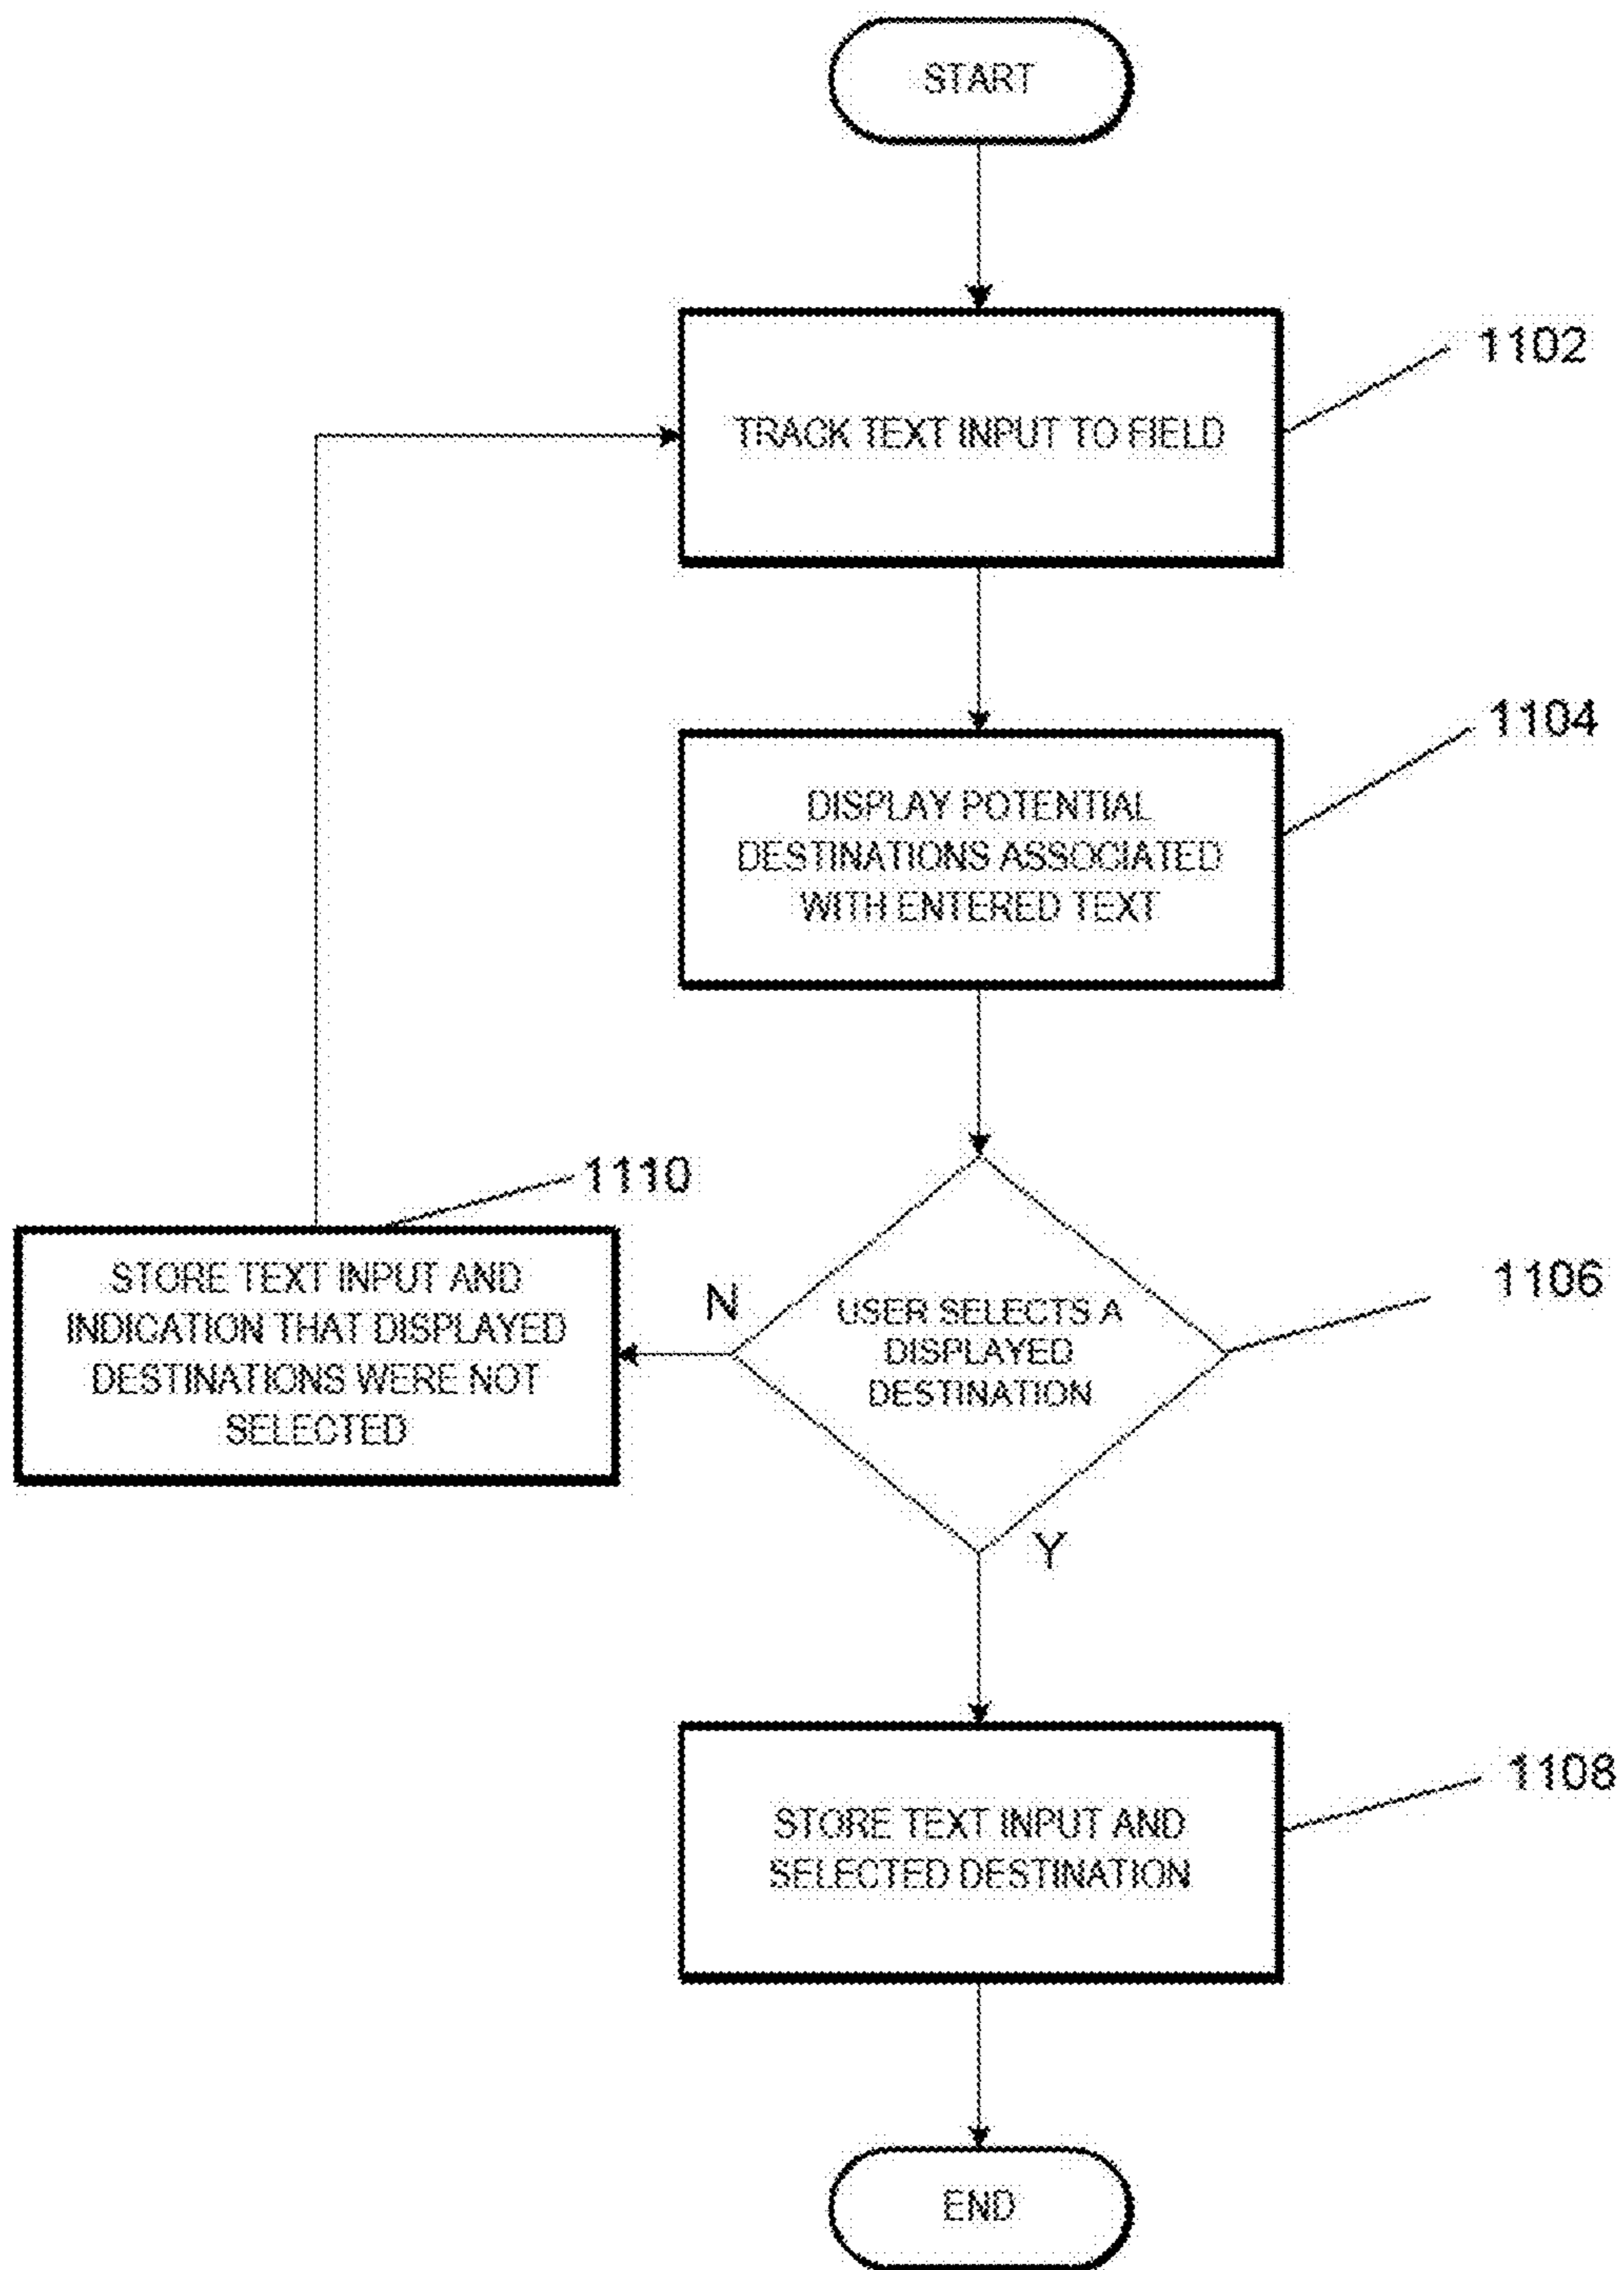 START
1102
TRACK TEXT INPUT TO FIELD
1104
DISPLAY POTENTIAL
DESTINATIONS ASSOCIATED
WITH ENTERED TEXT
1110
STORE TEXT INPUT AND
INDICATION THAT DISPLAYED
DESTINATIONS WERE NOT
SELECTED
N
1106
USER SELECTS A
DISPLAYED
DESTINATION
Y
1108
STORE TEXT INPUT AND
SELECTED DESTINATION
END